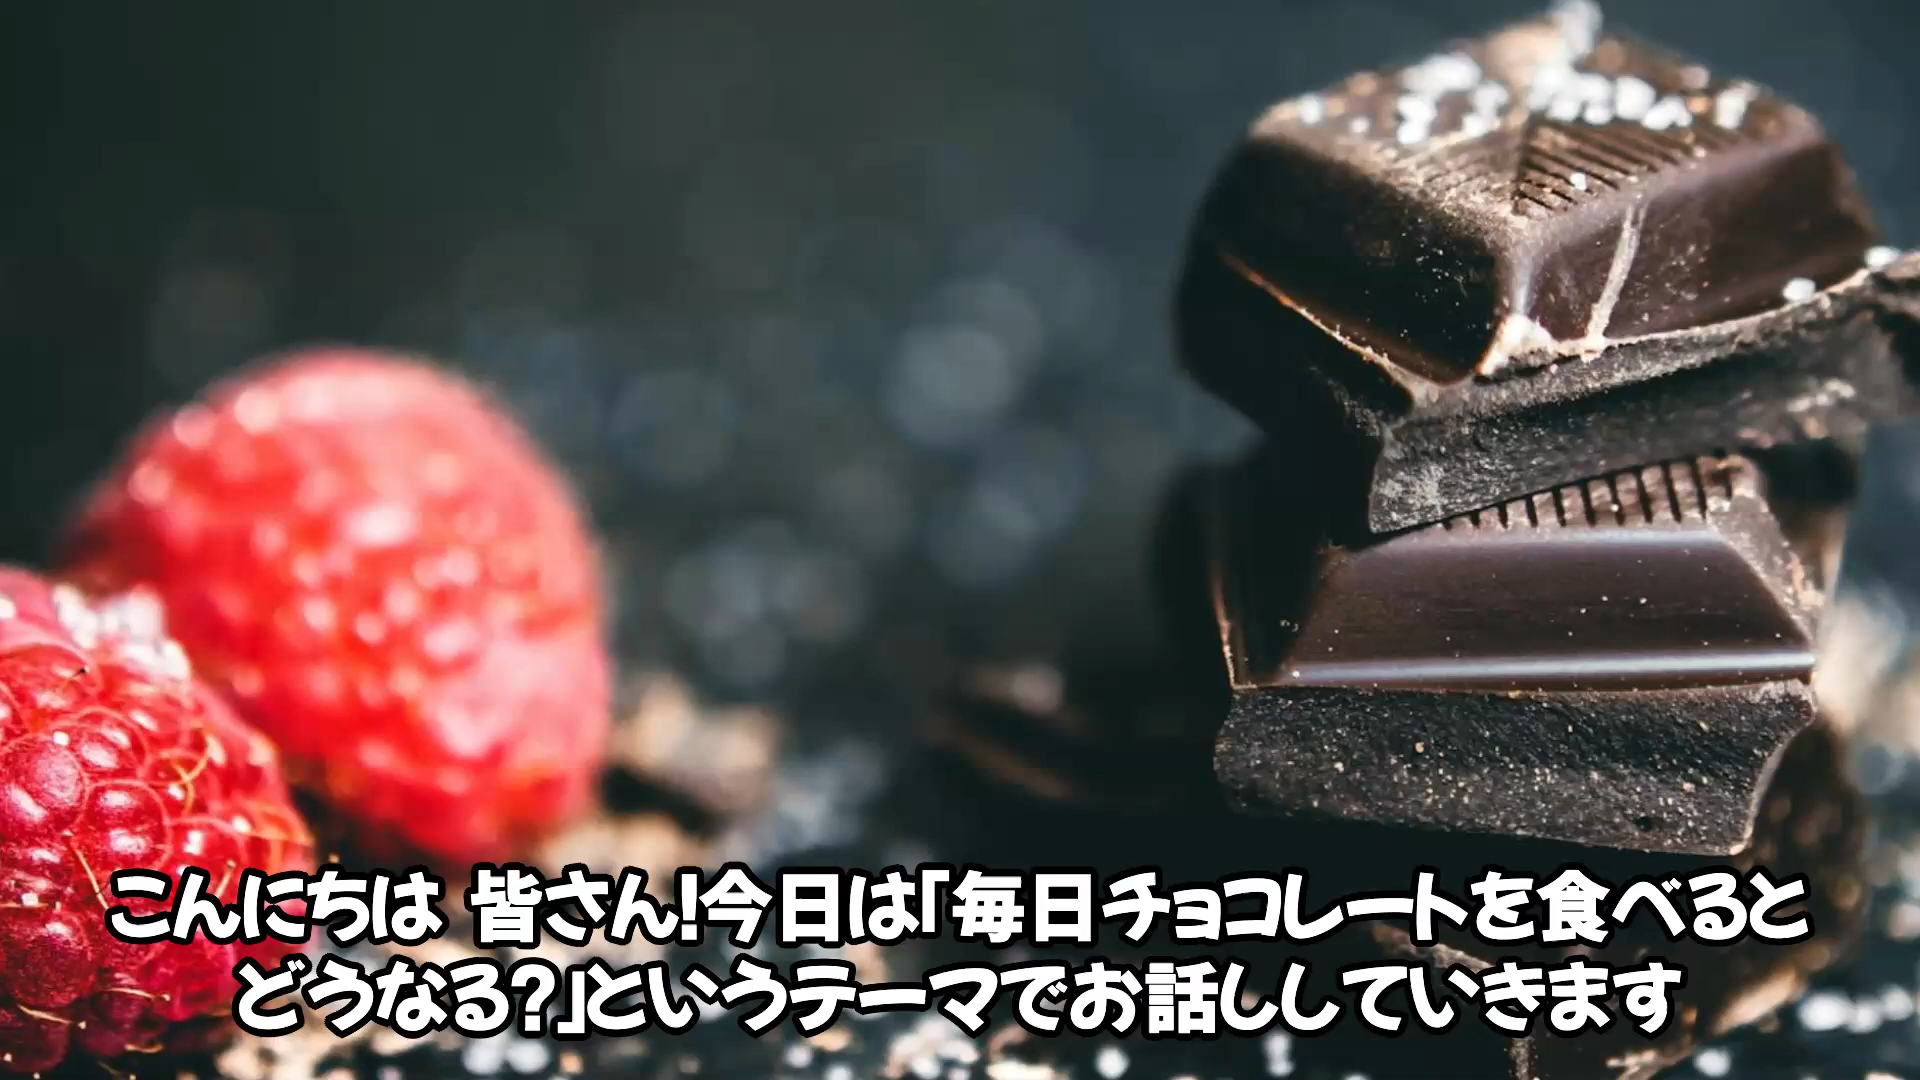 こんにちは 皆さん!今日は「毎日チョコレートを食べると
どうなる?」というテーマでお話ししていきます